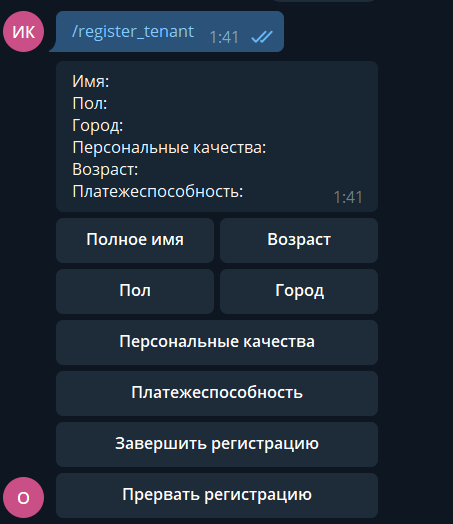 ИК
/register_tenant 1:41
Имя:
Пол:
Город:
Персональные качества:
Возраст:
Платежеспособность:
1:41
Полное имя Возраст
Пол Город
Персональные качества
Платежеспособность
Завершить регистрацию
О Прервать регистрацию